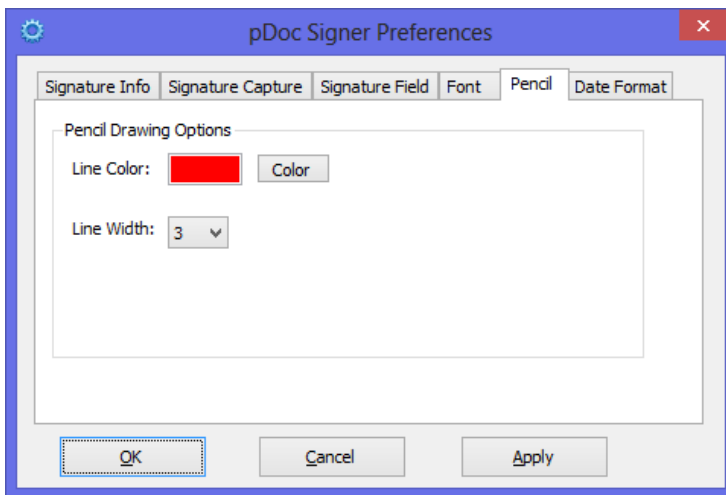 pDoc Signer Preferences
Signature Info Signature Capture Signature Field Font Pencil Date Format
Pencil Drawing Options
Line Color: Color
Line Width: 3
OK Cancel Apply